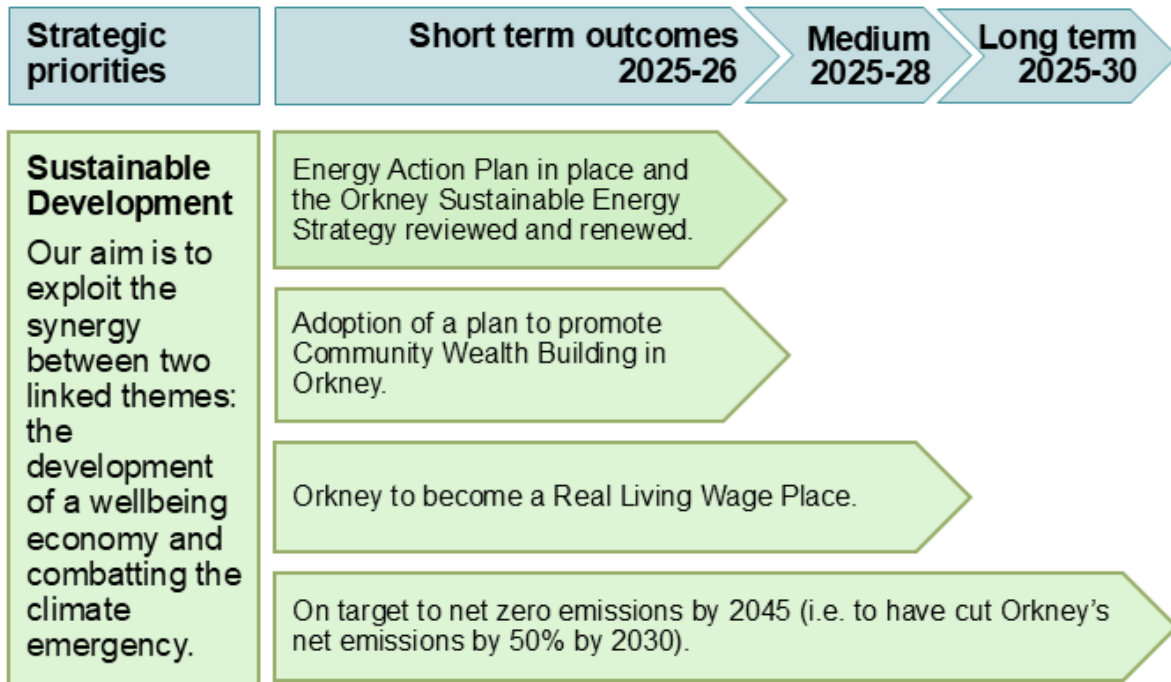 Strategic
priorities
Short term outcomes
2025-26
Medium
2025-28
Long term
2025-30
Sustainable
Development
Our aim is to
exploit the
synergy
between two
linked themes:
the
development
of a wellbeing
economy and
combatting the
climate
emergency.
Energy Action Plan in place and
the Orkney Sustainable Energy
Strategy reviewed and renewed.
Adoption of a plan to promote
Community Wealth Building in
Orkney.
Orkney to become a Real Living Wage Place.
On target to net zero emissions by 2045 (i.e. to have cut Orkney's
net emissions by 50% by 2030).